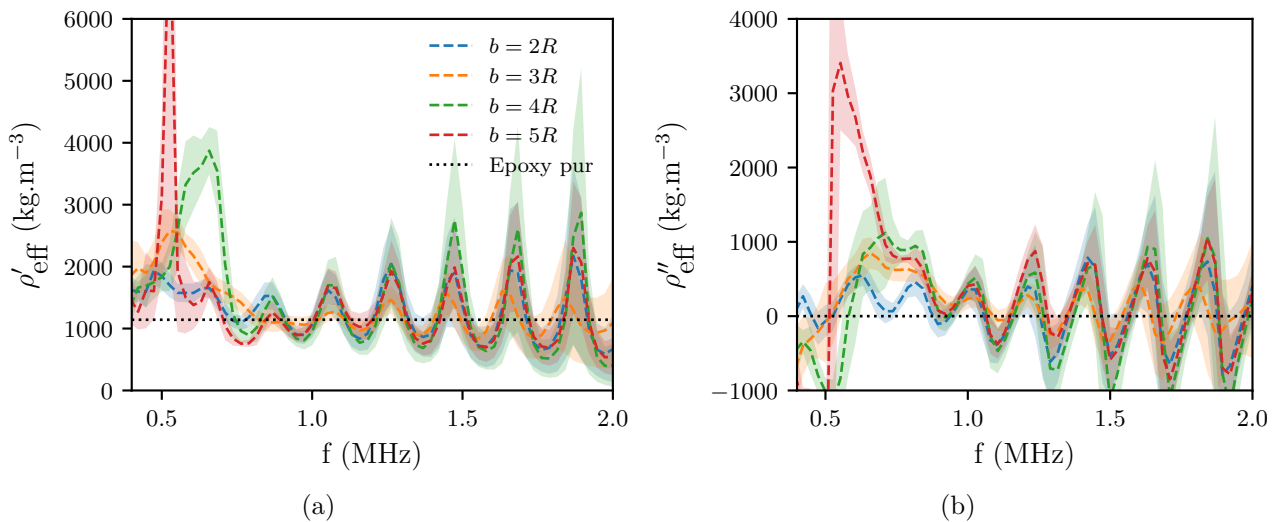 6000
5000
4000
3000
2000
1000
0
0.5
1.0
1.5
2.0
f (MHz)
ρ′eff (kg.m−3)
b = 2R
b = 3R
b = 4R
b = 5R
Epoxy pur
(a)
4000
3000
2000
1000
0
−1000
0.5
1.0
1.5
2.0
f (MHz)
ρ′′eff (kg.m−3)
(b)